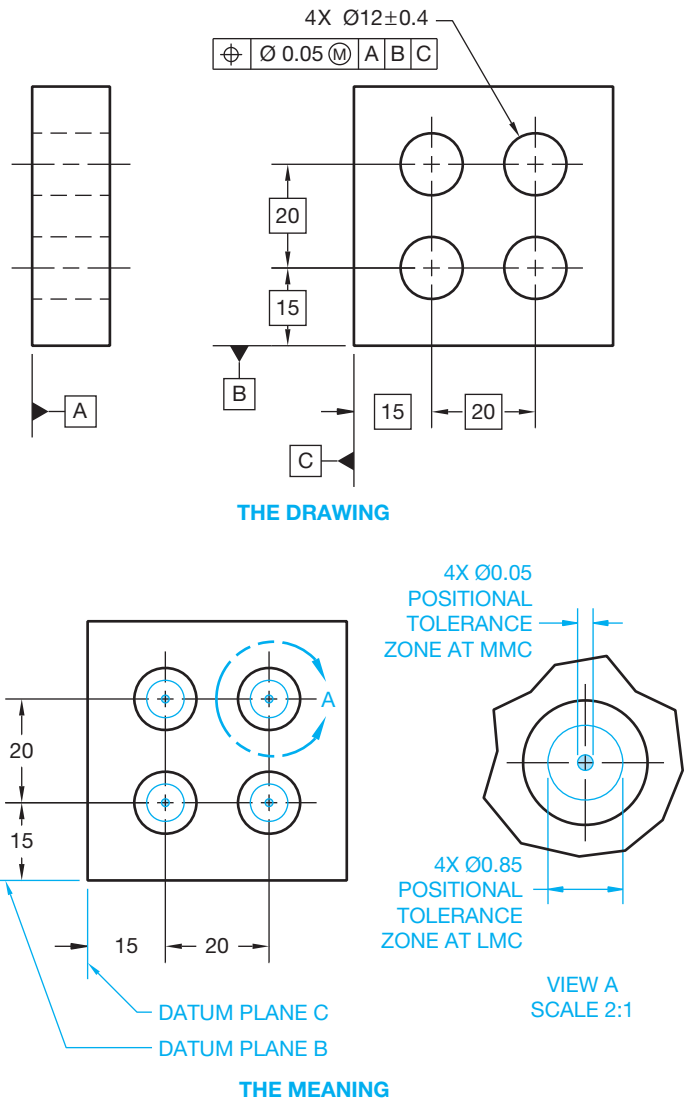 4X Ø12±0.4
⌖ Ø 0.05 Ⓜ A B C
20
15
A
B
15 20
C
THE DRAWING
4X Ø0.05
POSITIONAL
TOLERANCE
ZONE AT MMC
A
20
15
15 20
4X Ø0.85
POSITIONAL
TOLERANCE
ZONE AT LMC
VIEW A
SCALE 2:1
DATUM PLANE C
DATUM PLANE B
THE MEANING